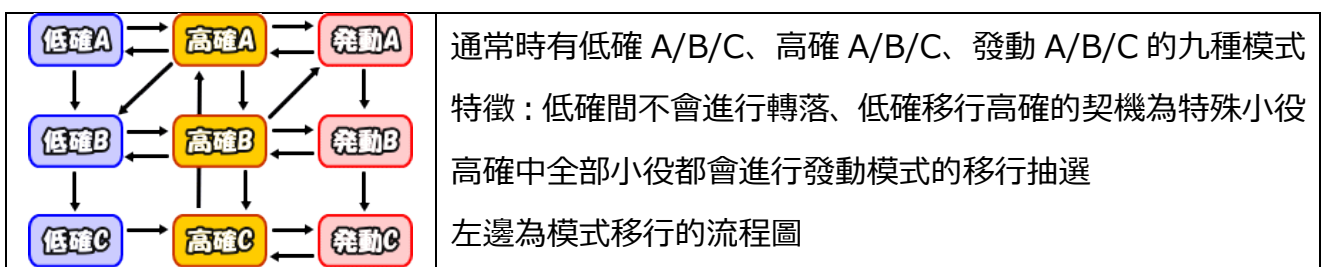 低確A 高確A 発動A
低確B 高確B 発動B
低確C 高確C 発動C
通常時有低確 A/B/C、高確 A/B/C、發動 A/B/C 的九種模式
特徵：低確間不會進行轉落、低確移行高確的契機為特殊小役
高確中全部小役都會進行發動模式的移行抽選
左邊為模式移行的流程圖